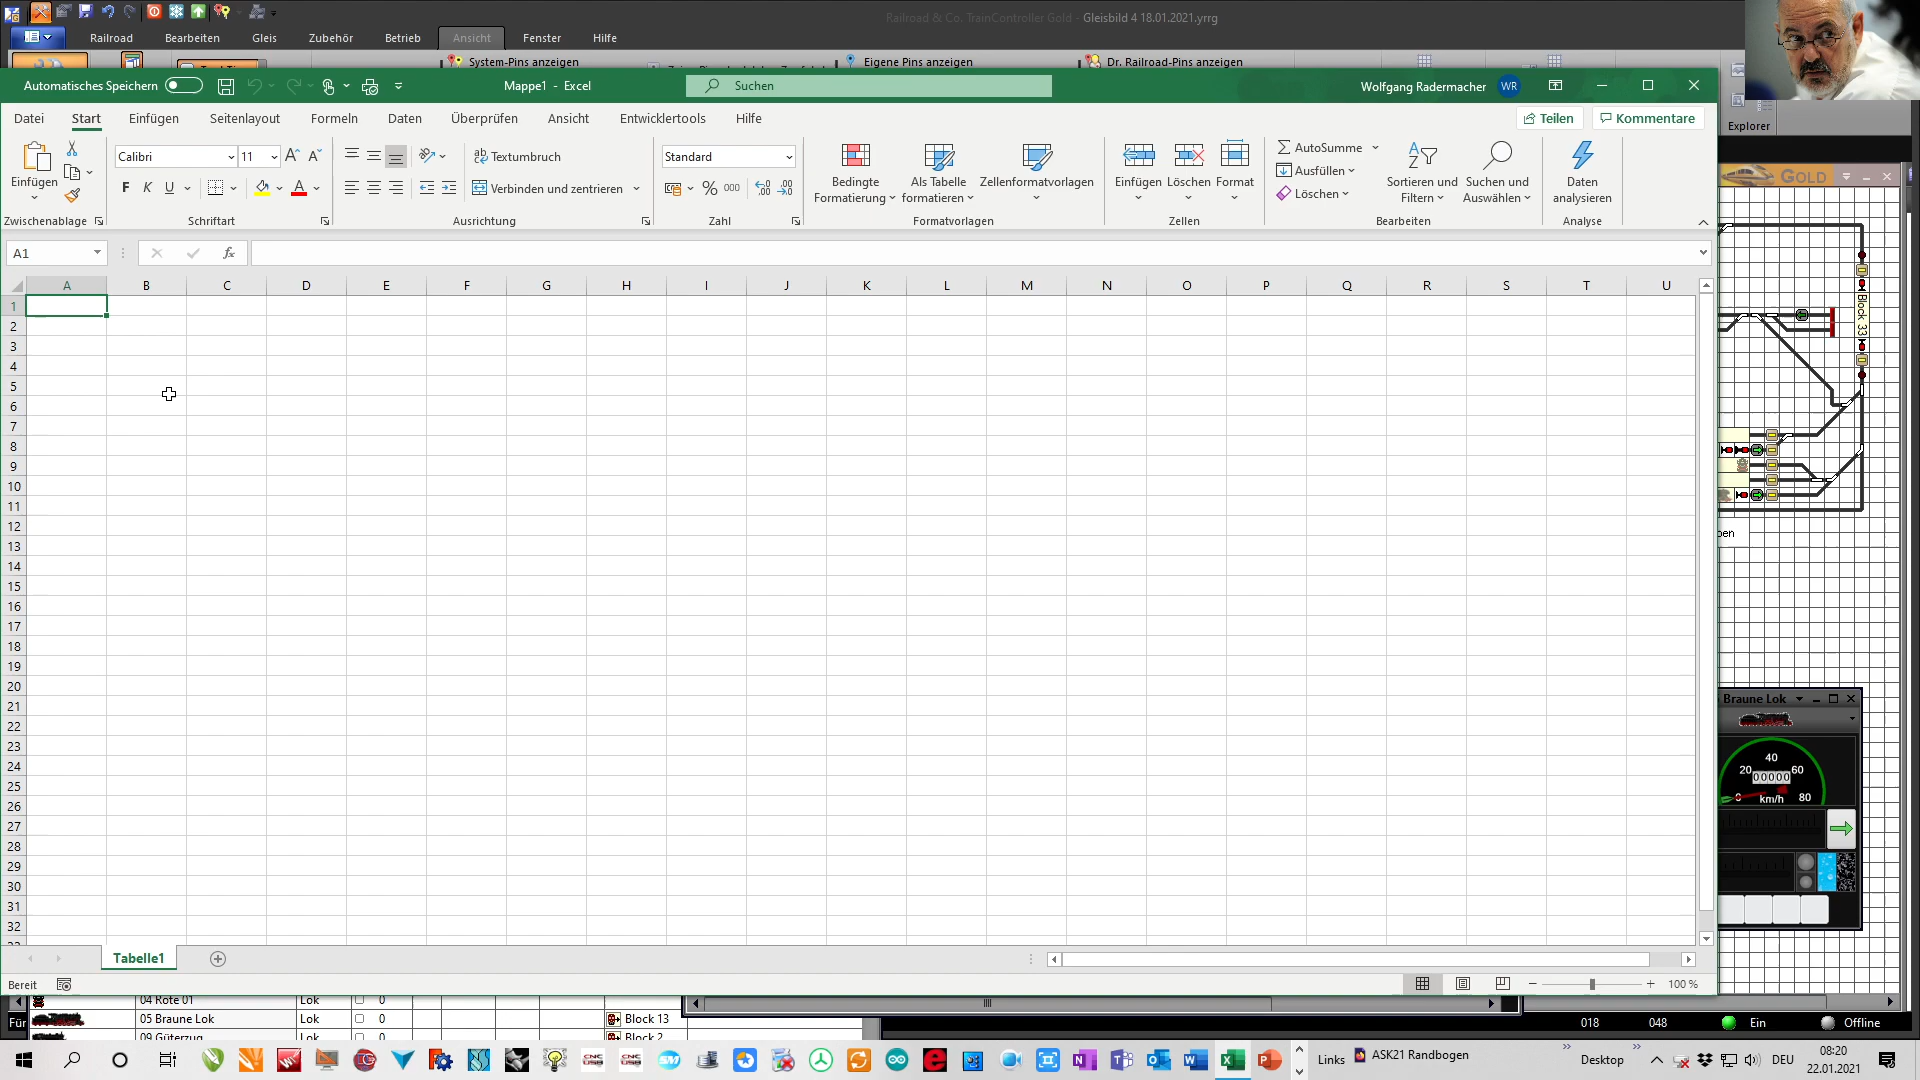 Railroad & Co. TrainController Gold - Gleisbild 4 18.01.2021.yrrg
Railroad Bearbeiten Gleis Zubehör Betrieb Ansicht Fenster Hilfe
System-Pins anzeigen Eigene Pins anzeigen Dr. Railroad-Pins anzeigen
Explorer
Automatisches Speichern Mappe1 - Excel Suchen Wolfgang Radermacher WR
Datei Start Einfügen Seitenlayout Formeln Daten Überprüfen Ansicht Entwicklertools Hilfe Teilen Kommentare
Einfügen
Calibri 11
F K U
Textumbruch
Verbinden und zentrieren
Standard
% 000
Bedingte Formatierung
Als Tabelle formatieren
Zellenformatvorlagen
Einfügen Löschen Format
AutoSumme
Ausfüllen
Löschen
Sortieren und Filtern
Suchen und Auswählen
Daten analysieren
Zwischenablage Schriftart Ausrichtung Zahl Formatvorlagen Zellen Bearbeiten Analyse
A1 fx
A B C D E F G H I J K L M N O P Q R S T U
1
2
3
4
5
6
7
8
9
10
11
12
13
14
15
16
17
18
19
20
21
22
23
24
25
26
27
28
29
30
31
32
Tabelle1
Bereit 100 %
GOLD
Block 33
Braune Lok
20 40 60
00000
0 km/h 80
04 Rote 01 Lok 0
05 Braune Lok Lok 0 Block 13
09 Güterzug Lok 0 Block 2
018 048 Ein Offline
Links ASK21 Randbogen Desktop DEU
08:20
22.01.2021